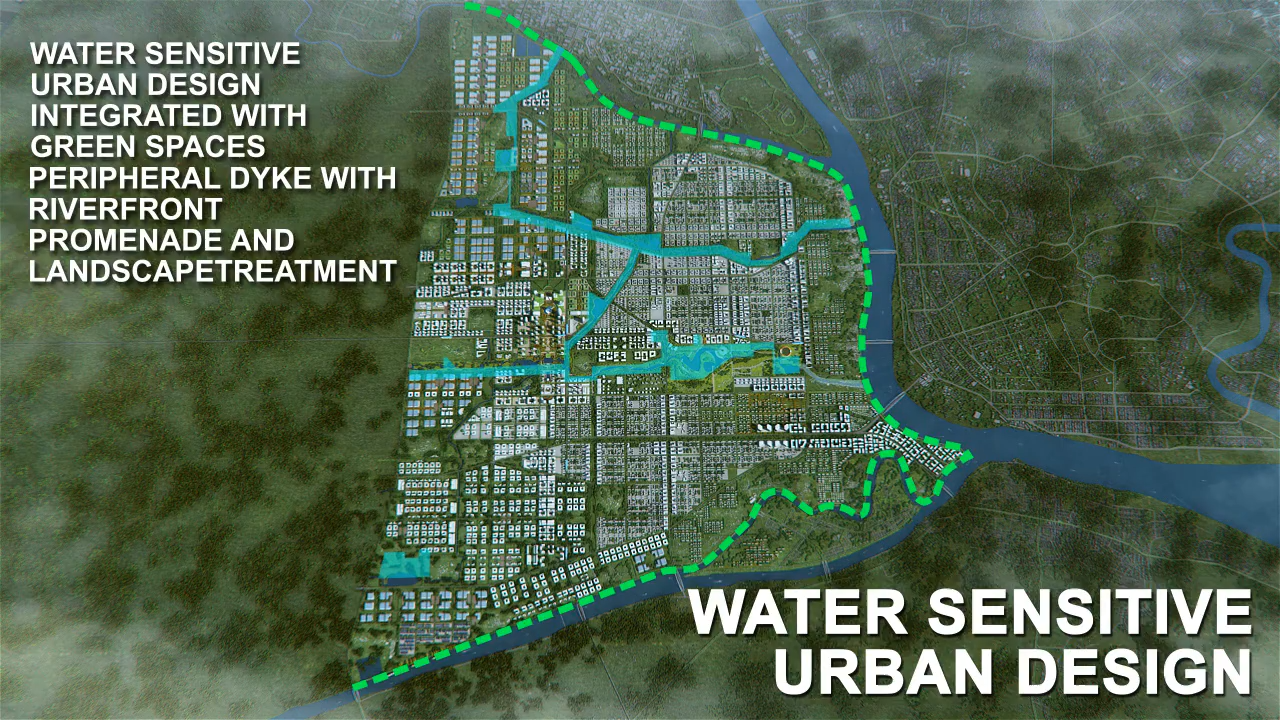 WATER SENSITIVE
URBAN DESIGN
INTEGRATED WITH
GREEN SPACES
PERIPHERAL DYKE WITH
RIVERFRONT
PROMENADE AND
LANDSCAPETREATMENT
WATER SENSITIVE
URBAN DESIGN